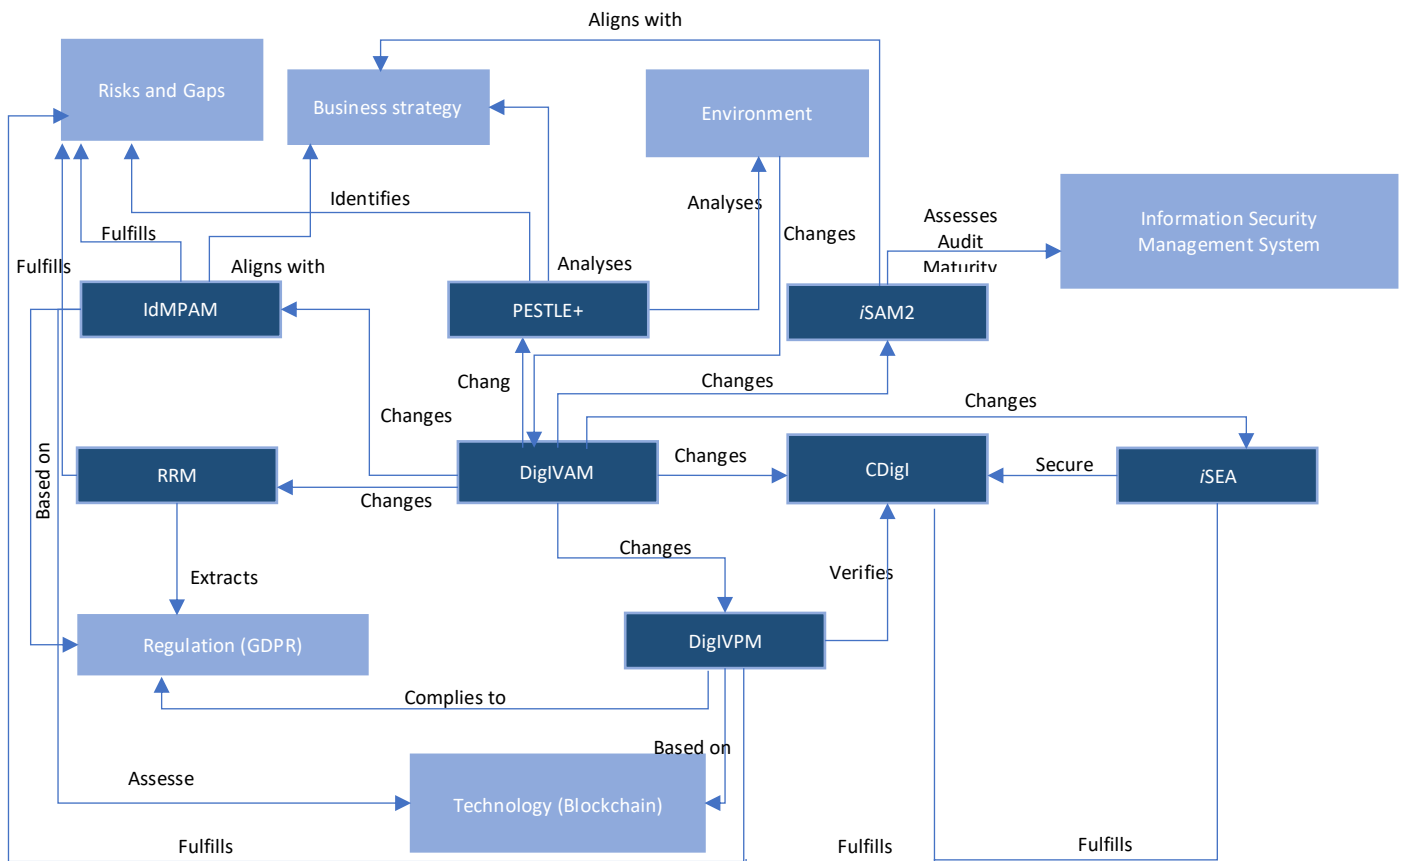 Aligns with
Risks and Gaps
Business strategy
Environment
Identifies
Analyses
Assesses
Audit
Maturity
Information Security
Management System
Fulfills
Changes
Fulfills
Aligns with
Analyses
IdMPAM
PESTLE+
iSAM2
Chang
Changes
Changes
Changes
Based on
RRM
DigIVAM
Changes
CDigI
Secure
iSEA
Changes
Changes
Verifies
Extracts
Regulation (GDPR)
DigIVPM
Complies to
Based on
Assesse
Technology (Blockchain)
Fulfills
Fulfills
Fulfills